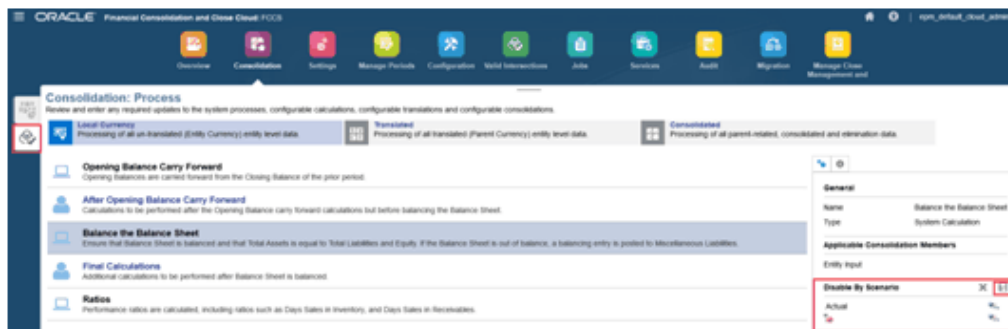 ORACLE Financial Consolidation and Close Cloud: FCCS
epm_default_cloud_admin
Overview
Consolidation
Settings
Manage Periods
Configuration
Valid Intersections
Jobs
Services
Audit
Migration
Manage Close
Management and
Consolidation: Process
Review and enter any required updates to the system processes, configurable calculations, configurable translations and configurable consolidations.
Local Currency
Processing of all un-translated (Entity Currency) entity level data.
Translated
Processing of all translated (Parent Currency) entity level data.
Consolidated
Processing of all parent-related, consolidated and elimination data.
Opening Balance Carry Forward
Opening Balances are carried forward from the Closing Balance of the prior period.
After Opening Balance Carry Forward
Calculations to be performed after the Opening Balance carry forward calculations but before balancing the Balance Sheet.
Balance the Balance Sheet
Ensure that Balance Sheet is balanced and that Total Assets is equal to Total Liabilities and Equity. If the Balance Sheet is out of balance, a balancing entry is posted to Miscellaneous Liabilities.
Final Calculations
Additional calculations to be performed after Balance Sheet is balanced.
Ratios
Performance ratios are calculated, including ratios such as Days Sales in Inventory, and Days Sales in Receivables.
General
Name Balance the Balance Sheet
Type System Calculation
Applicable Consolidation Members
Entity Input
Disable By Scenario
Actual